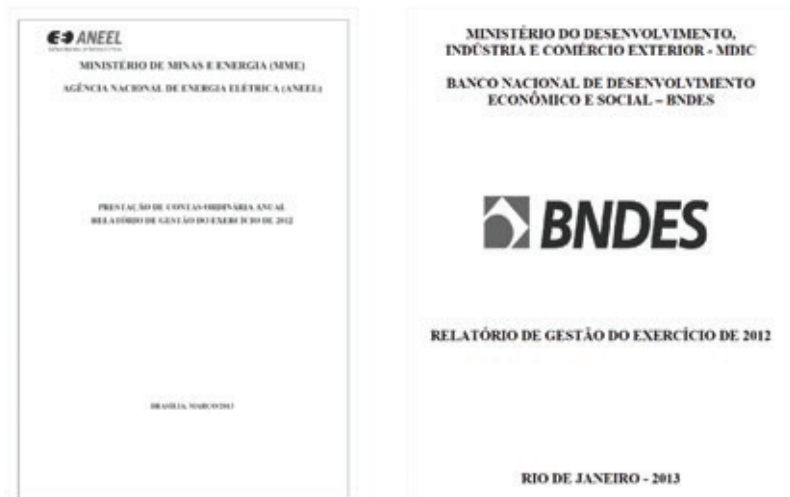 ANEEL
MINISTÉRIO DE MINAS E ENERGIA (MME)
AGÊNCIA NACIONAL DE ENERGIA ELÉTRICA (ANEEL)
PRESTAÇÃO DE CONTAS ORDINÁRIA ANUAL
RELATÓRIO DE GESTÃO DO EXERCÍCIO DE 2012
BRASÍLIA, MARÇO/2013
MINISTÉRIO DO DESENVOLVIMENTO,
INDÚSTRIA E COMÉRCIO EXTERIOR - MDIC
BANCO NACIONAL DE DESENVOLVIMENTO
ECONÔMICO E SOCIAL – BNDES
BNDES
RELATÓRIO DE GESTÃO DO EXERCÍCIO DE 2012
RIO DE JANEIRO - 2013